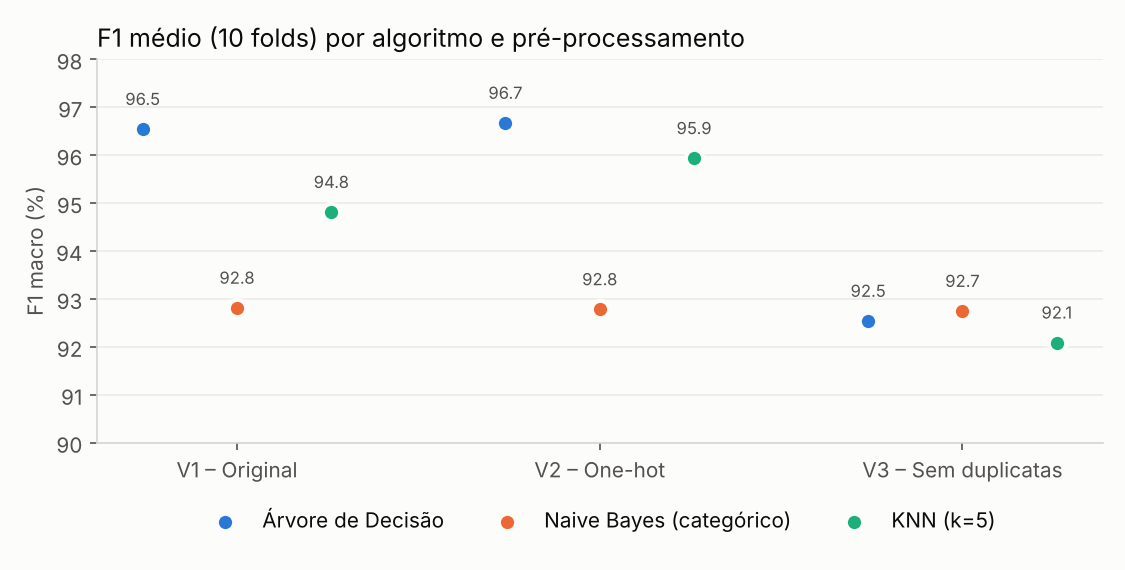 F1 médio (10 folds) por algoritmo e pré-processamento
F1 macro (%)
98
97
96
95
94
93
92
91
90
96.5
92.8
94.8
96.7
92.8
95.9
92.5
92.7
92.1
V1 – Original
V2 – One-hot
V3 – Sem duplicatas
Árvore de Decisão
Naive Bayes (categórico)
KNN (k=5)